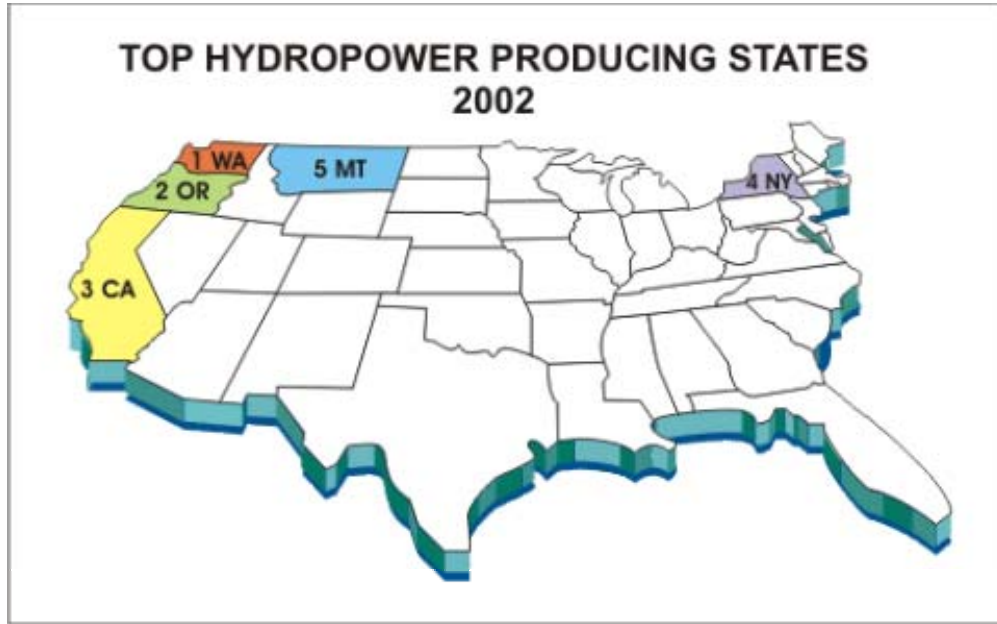 TOP HYDROPOWER PRODUCING STATES
2002
1 WA
5 MT
2 OR
4 NY
3 CA